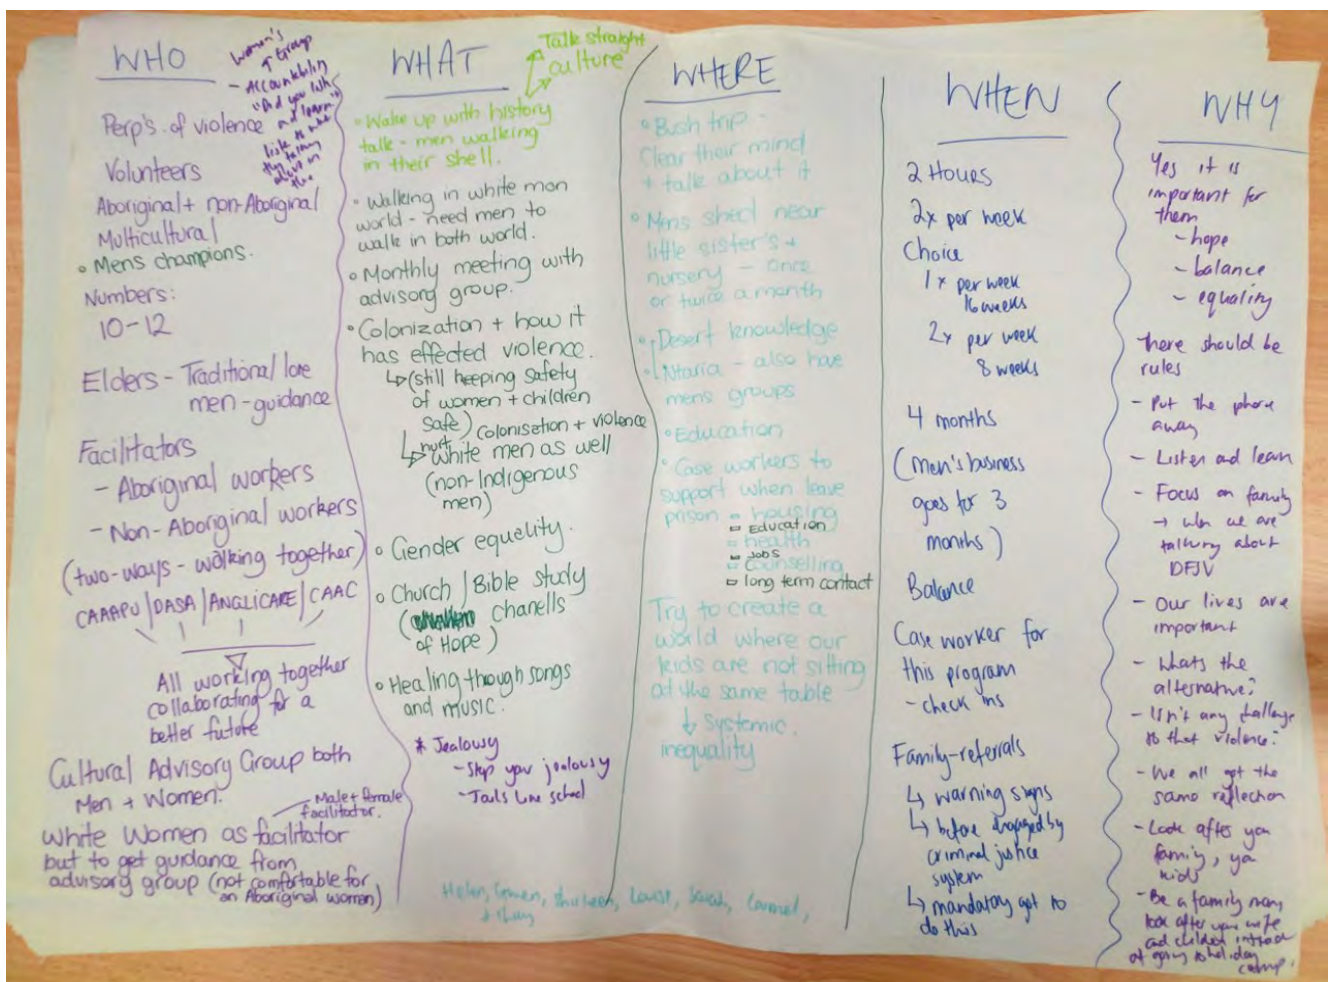 WHO
Women's
↑ Group
- Accountability
"Did you listen
and learn"
Perp's. of violence
Volunteers
Aboriginal + non-Aboriginal
Multicultural
• Mens champions.
Numbers:
10-12
Elders - Traditional lore
men - guidance
Facilitators
- Aboriginal workers
- Non-Aboriginal workers
(two-ways - walking together)
CAAAPU / DASA / ANGLICARE / CAAC
All working together
collaborating for a
better future
Cultural Advisory Group both
Men + Women.
Male + female
facilitator.
White Women as facilitator
but to get guidance from
advisory group (not comfortable for
an Aboriginal woman)
WHAT
Talk straight
culture
• Wake up with history
talk - men walking
in their shell.
• Walking in white man
world - need men to
walk in both world.
• Monthly meeting with
advisory group.
• Colonization + how it
has effected violence.
↳ (still keeping safety
of women + children
safe)
↳ hurt Colonisation + violence
white men as well
(non-Indigenous
men)
• Gender equality.
• Church / Bible study
( chanells
of Hope)
• Healing through songs
and music.
* Jealousy
- Stop your jealousy
- Jails like school
WHERE
• Bush trip -
Clear their mind
+ talk about it
• Mens shed near
little sister's +
nursery - once
or twice a month
• Desert knowledge
• Ntaria - also have
mens groups
• Education
• Case workers to
support when leave
prison - housing
- EDUCATION
- health
- JOBS
- counselling
- long term contact
Try to create a
world where our
kids are not sitting
at the same table
↓ systemic.
inequality
Helen, Louise, Sarah, Carmel,
WHEN
2 Hours
2x per week
Choice
1x per week
16 weeks
2x per week
8 weeks
4 months
(men's business
goes for 3
months)
Balance
Case worker for
this program
- check ins
Family-referrals
↳ warning signs
↳ before engaged by
criminal justice
system
↳ mandatory got to
do this
WHY
Yes it is
important for
them
- hope
- balance
- equality
there should be
rules
- Put the phone
away
- Listen and learn
- Focus on family
→ when we are
talking about
DFSV
- Our lives are
important
- Whats the
alternative?
- Isn't any challenge
to that violence?
- We all got the
same reflection
- Look after you
family, ya
kids
- Be a family man,
look after your wife
and children instead
of going to holiday
camp.